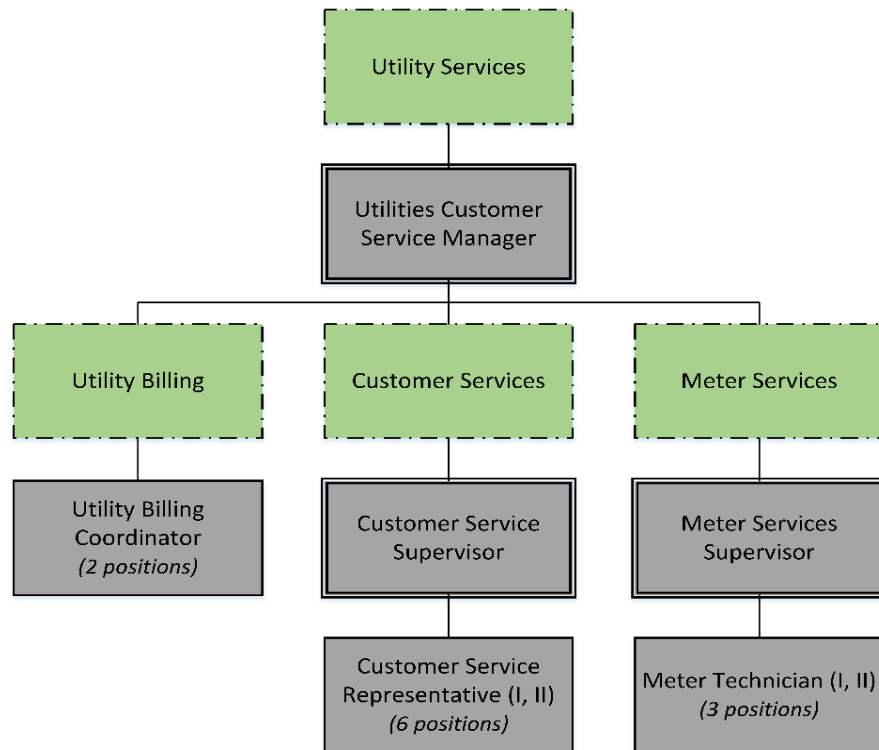 Utility Services
Utilities Customer
Service Manager
Utility Billing
Customer Services
Meter Services
Utility Billing
Coordinator
(2 positions)
Customer Service
Supervisor
Meter Services
Supervisor
Customer Service
Representative (I, II)
(6 positions)
Meter Technician (I, II)
(3 positions)